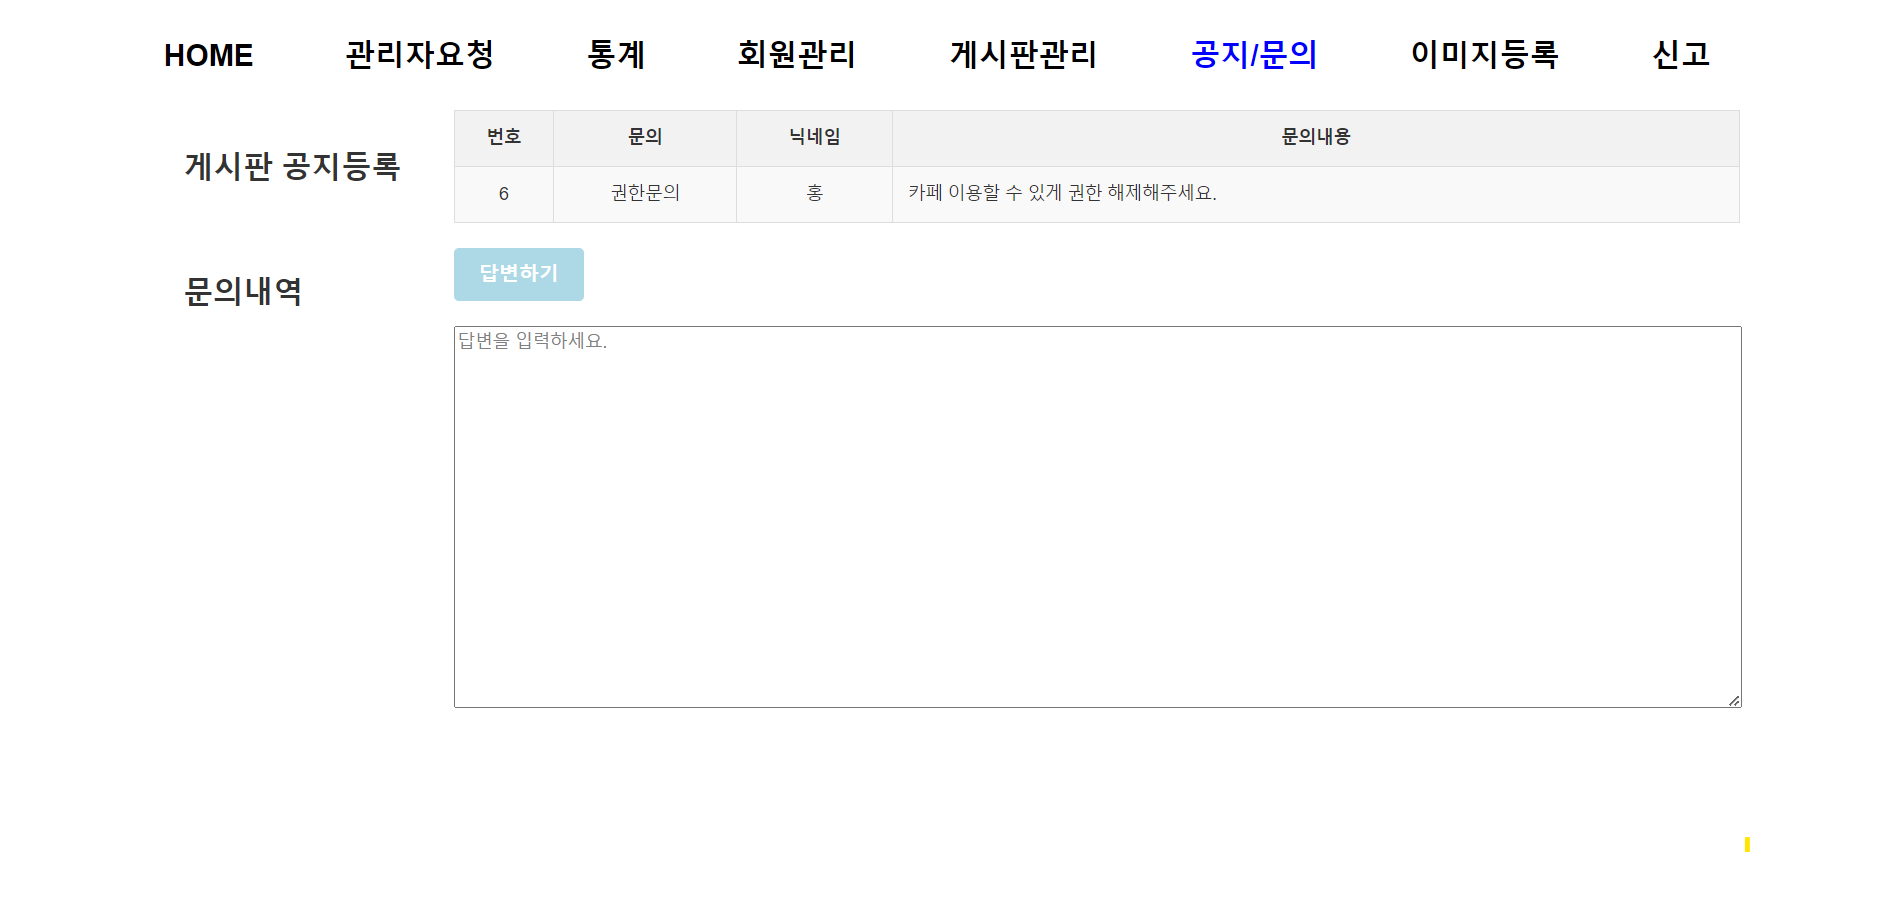 HOME 관리자요청 통계 회원관리 게시판관리 공지/문의 이미지등록 신고
게시판 공지등록
문의내역
번호 문의 닉네임 문의내용
6 권한문의 홍 카페 이용할 수 있게 권한 해제해주세요.
답변하기
답변을 입력하세요.